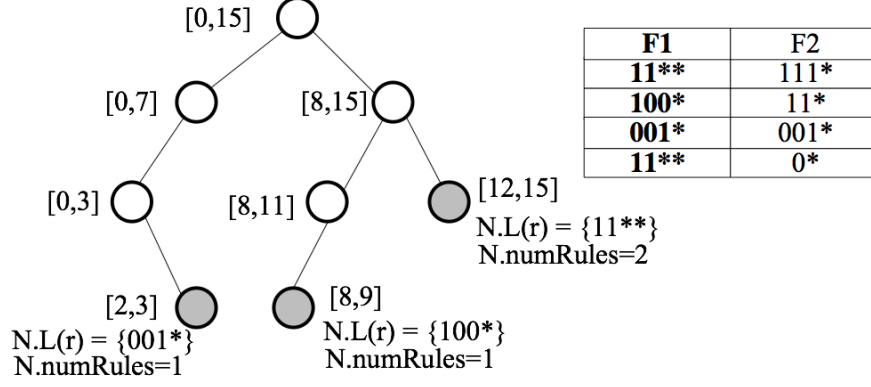 [0,15]
F1 F2
11** 111*
100* 11*
001* 001*
11** 0*
[0,7] [8,15]
[0,3] [8,11] [12,15]
N.L(r) = {11**}
N.numRules=2
[2,3] [8,9]
N.L(r) = {001*} N.L(r) = {100*}
N.numRules=1 N.numRules=1